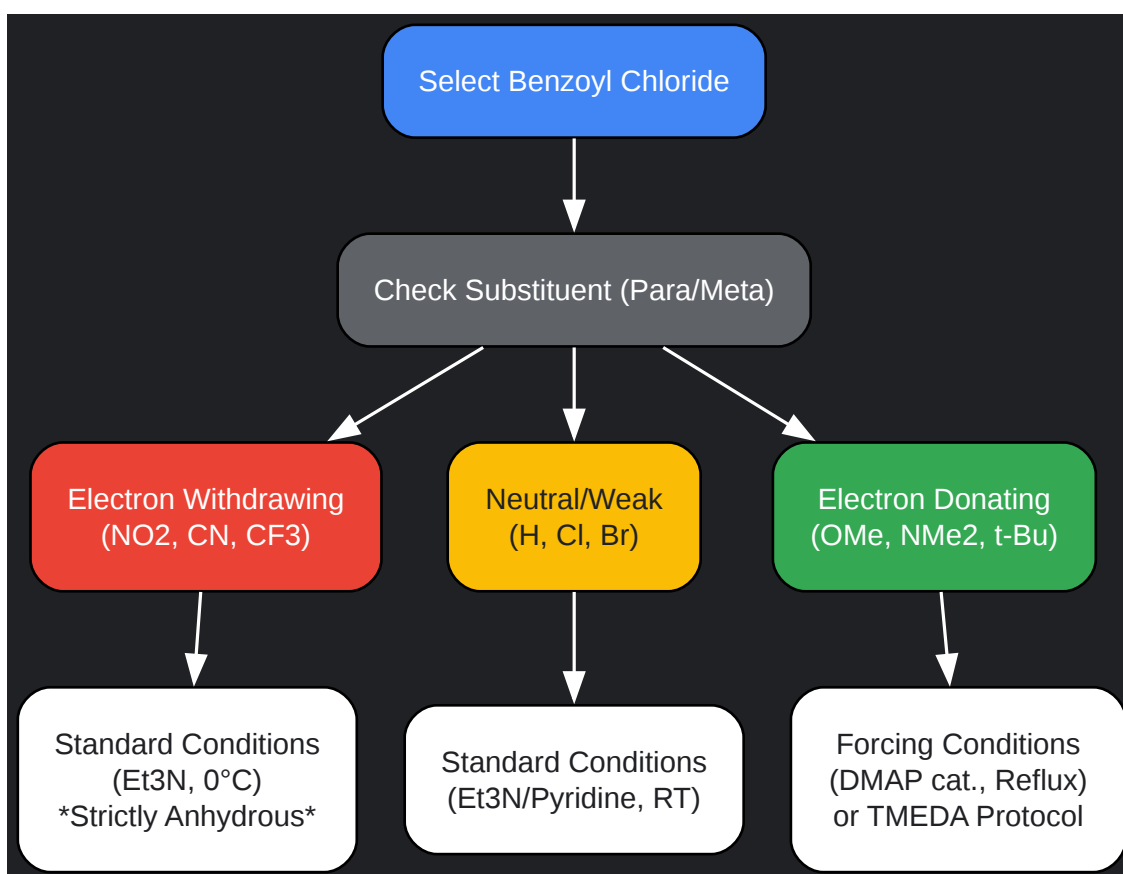 Select Benzoyl Chloride
Check Substituent (Para/Meta)
Electron Withdrawing
(NO2, CN, CF3)
Neutral/Weak
(H, Cl, Br)
Electron Donating
(OMe, NMe2, t-Bu)
Standard Conditions
(Et3N, 0°C)
*Strictly Anhydrous*
Standard Conditions
(Et3N/Pyridine, RT)
Forcing Conditions
(DMAP cat., Reflux)
or TMEDA Protocol